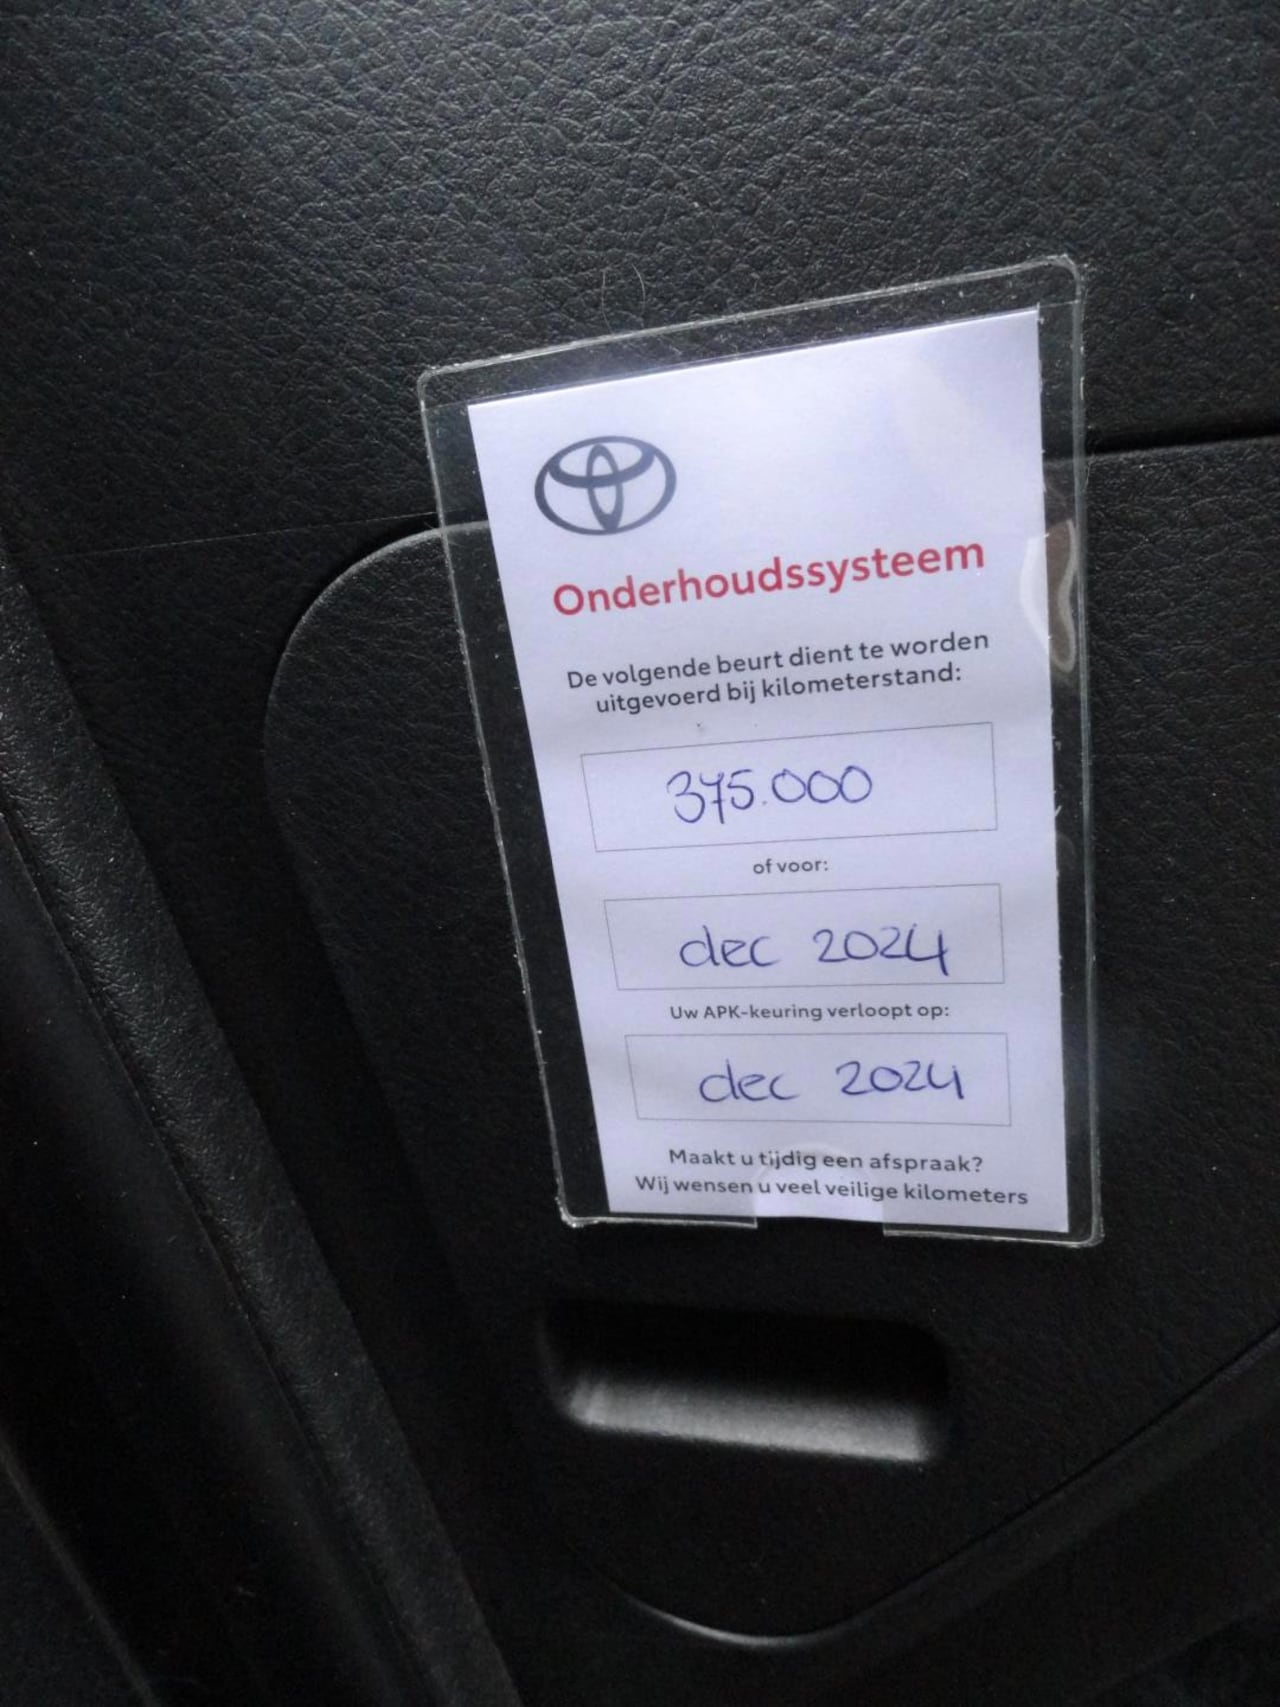 Onderhoudssysteem
De volgende beurt dient te worden
uitgevoerd bij kilometerstand:
375.000
of voor:
dec 2024
Uw APK-keuring verloopt op:
dec 2024
Maakt u tijdig een afspraak?
Wij wensen u veel veilige kilometers